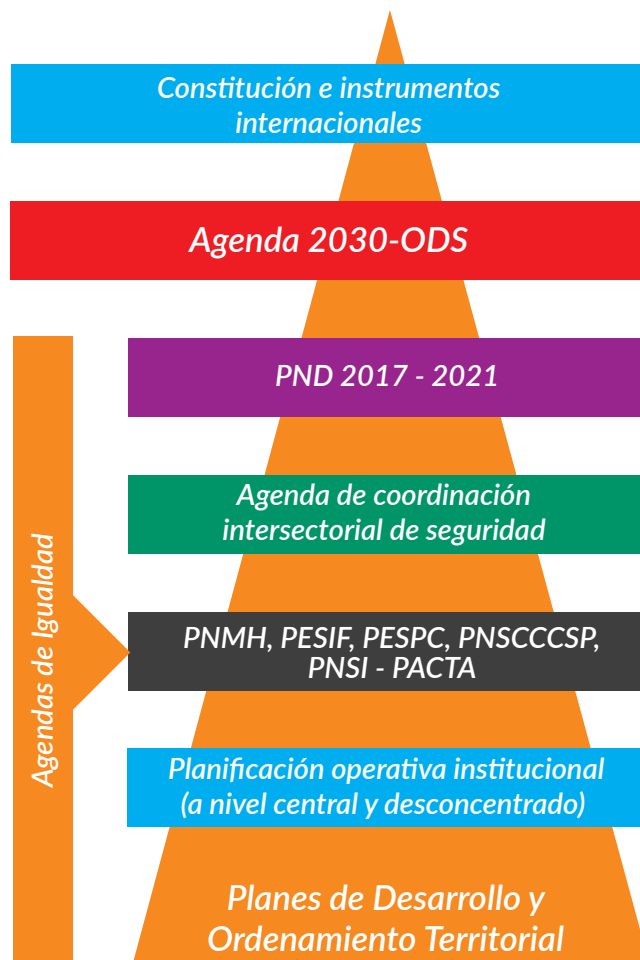 Constitución e instrumentos
internacionales
Agenda 2030-ODS
PND 2017 - 2021
Agenda de coordinación
intersectorial de seguridad
Agendas de Igualdad
PNMH, PESIF, PESPC, PNSCCCSP,
PNSI - PACTA
Planificación operativa institucional
(a nivel central y desconcentrado)
Planes de Desarrollo y
Ordenamiento Territorial